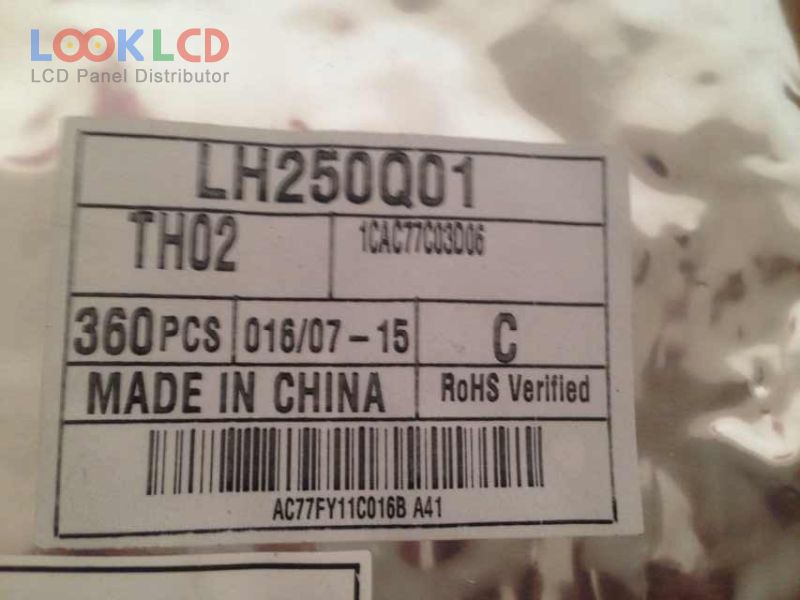 LOOKLCD
LCD Panel Distributor
LH250Q01
TH02
1CAC77C03D06
360PCS
016/07-15
C
MADE IN CHINA
RoHS Verified
AC77FY11C016B A41